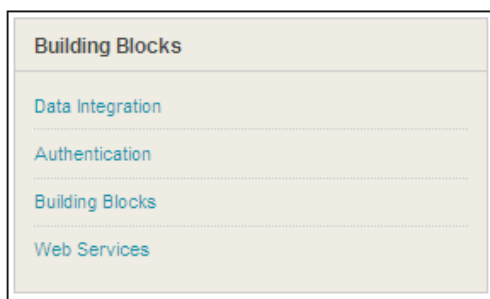 Building Blocks
Data Integration
Authentication
Building Blocks
Web Services